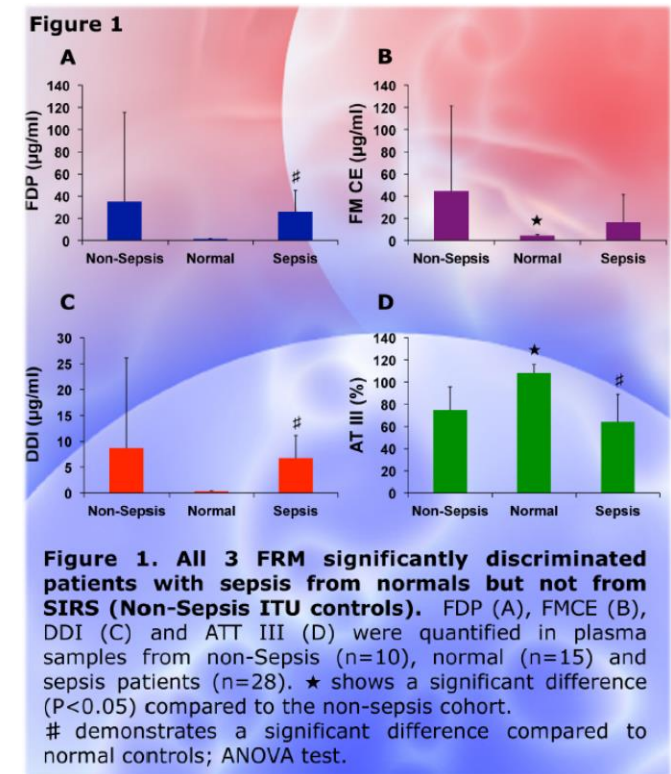 Figure 1
A
FDP (µg/ml)
140
120
100
80
60
40
20
0
♯
Non-Sepsis Normal Sepsis
B
FM CE (µg/ml)
140
120
100
80
60
40
20
0
★
Non-Sepsis Normal Sepsis
C
DDI (µg/ml)
30
25
20
15
10
5
0
♯
Non-Sepsis Normal Sepsis
D
AT III (%)
140
120
100
80
60
40
20
0
★
♯
Non-Sepsis Normal Sepsis
Figure 1. All 3 FRM significantly discriminated
patients with sepsis from normals but not from
SIRS (Non-Sepsis ITU controls). FDP (A), FMCE (B),
DDI (C) and ATT III (D) were quantified in plasma
samples from non-Sepsis (n=10), normal (n=15) and
sepsis patients (n=28). ★ shows a significant difference
(P<0.05) compared to the non-sepsis cohort.
♯ demonstrates a significant difference compared to
normal controls; ANOVA test.